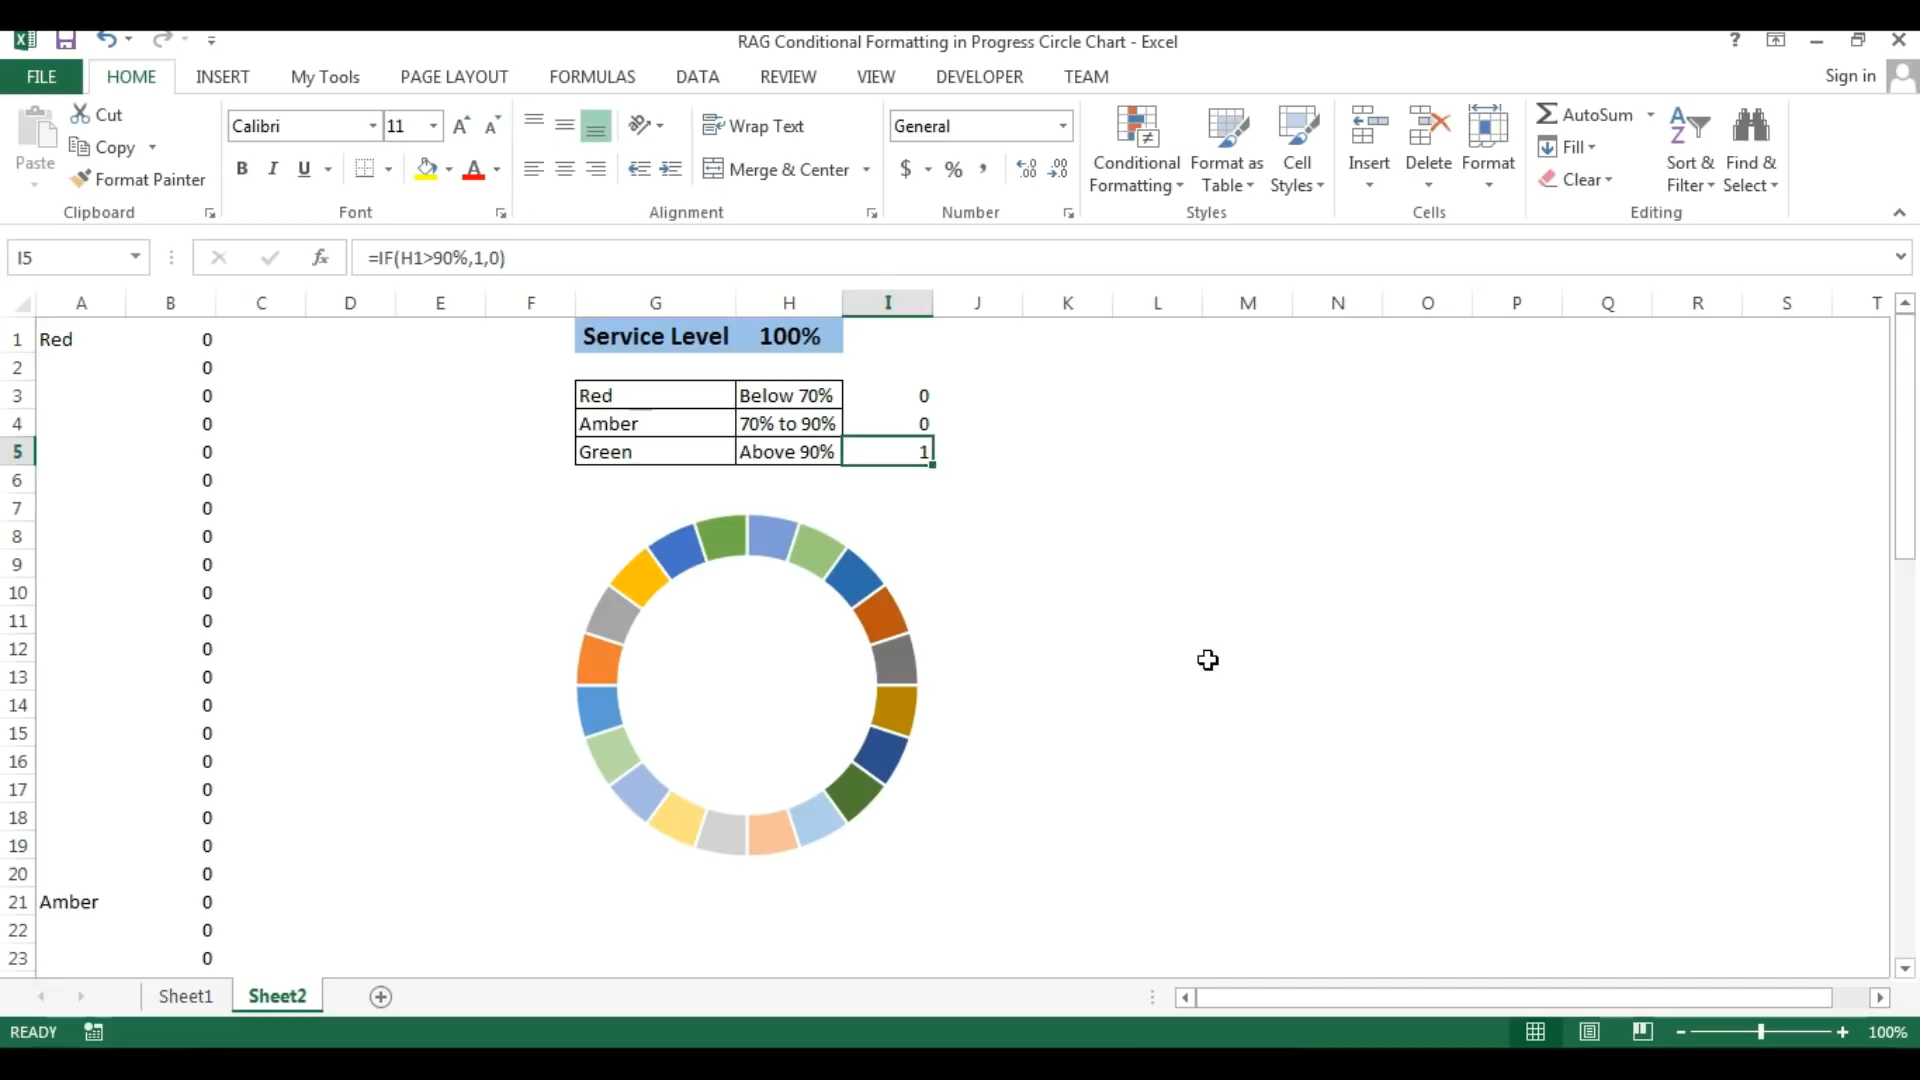 RAG Conditional Formatting in Progress Circle Chart - Excel
?
FILE HOME INSERT My Tools PAGE LAYOUT FORMULAS DATA REVIEW VIEW DEVELOPER TEAM Sign in
Paste
Cut
Copy
Format Painter
Clipboard
Calibri 11
B I U
Font
Wrap Text
Merge & Center
Alignment
General
$ % ,
Number
Conditional Formatting
Format as Table
Cell Styles
Styles
Insert
Delete
Format
Cells
AutoSum
Fill
Clear
Sort & Filter
Find & Select
Editing
I5 fx =IF(H1>90%,1,0)
A B C D E F G H I J K L M N O P Q R S T
1 Red 0 Service Level 100%
2 0
3 0 Red Below 70% 0
4 0 Amber 70% to 90% 0
5 0 Green Above 90% 1
6 0
7 0
8 0
9 0
10 0
11 0
12 0
13 0
14 0
15 0
16 0
17 0
18 0
19 0
20 0
21 Amber 0
22 0
23 0
Sheet1 Sheet2
READY 100%